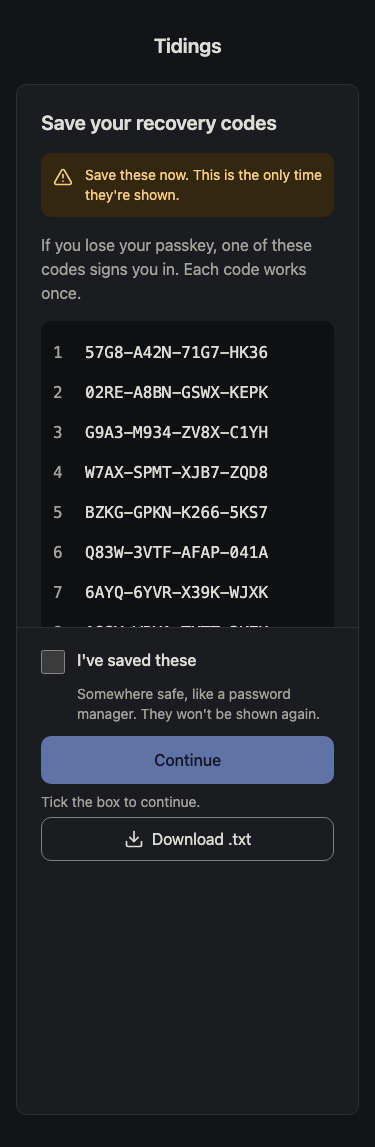 Tidings
Save your recovery codes
Save these now. This is the only time
they're shown.
If you lose your passkey, one of these
codes signs you in. Each code works
once.
1 57G8-A42N-71G7-HK36
2 02RE-A8BN-GSWX-KEPK
3 G9A3-M934-ZV8X-C1YH
4 W7AX-SPMT-XJB7-ZQD8
5 BZKG-GPKN-K266-5KS7
6 Q83W-3VTF-AFAP-041A
7 6AYQ-6YVR-X39K-WJXK
I've saved these
Somewhere safe, like a password
manager. They won't be shown again.
Continue
Tick the box to continue.
Download .txt